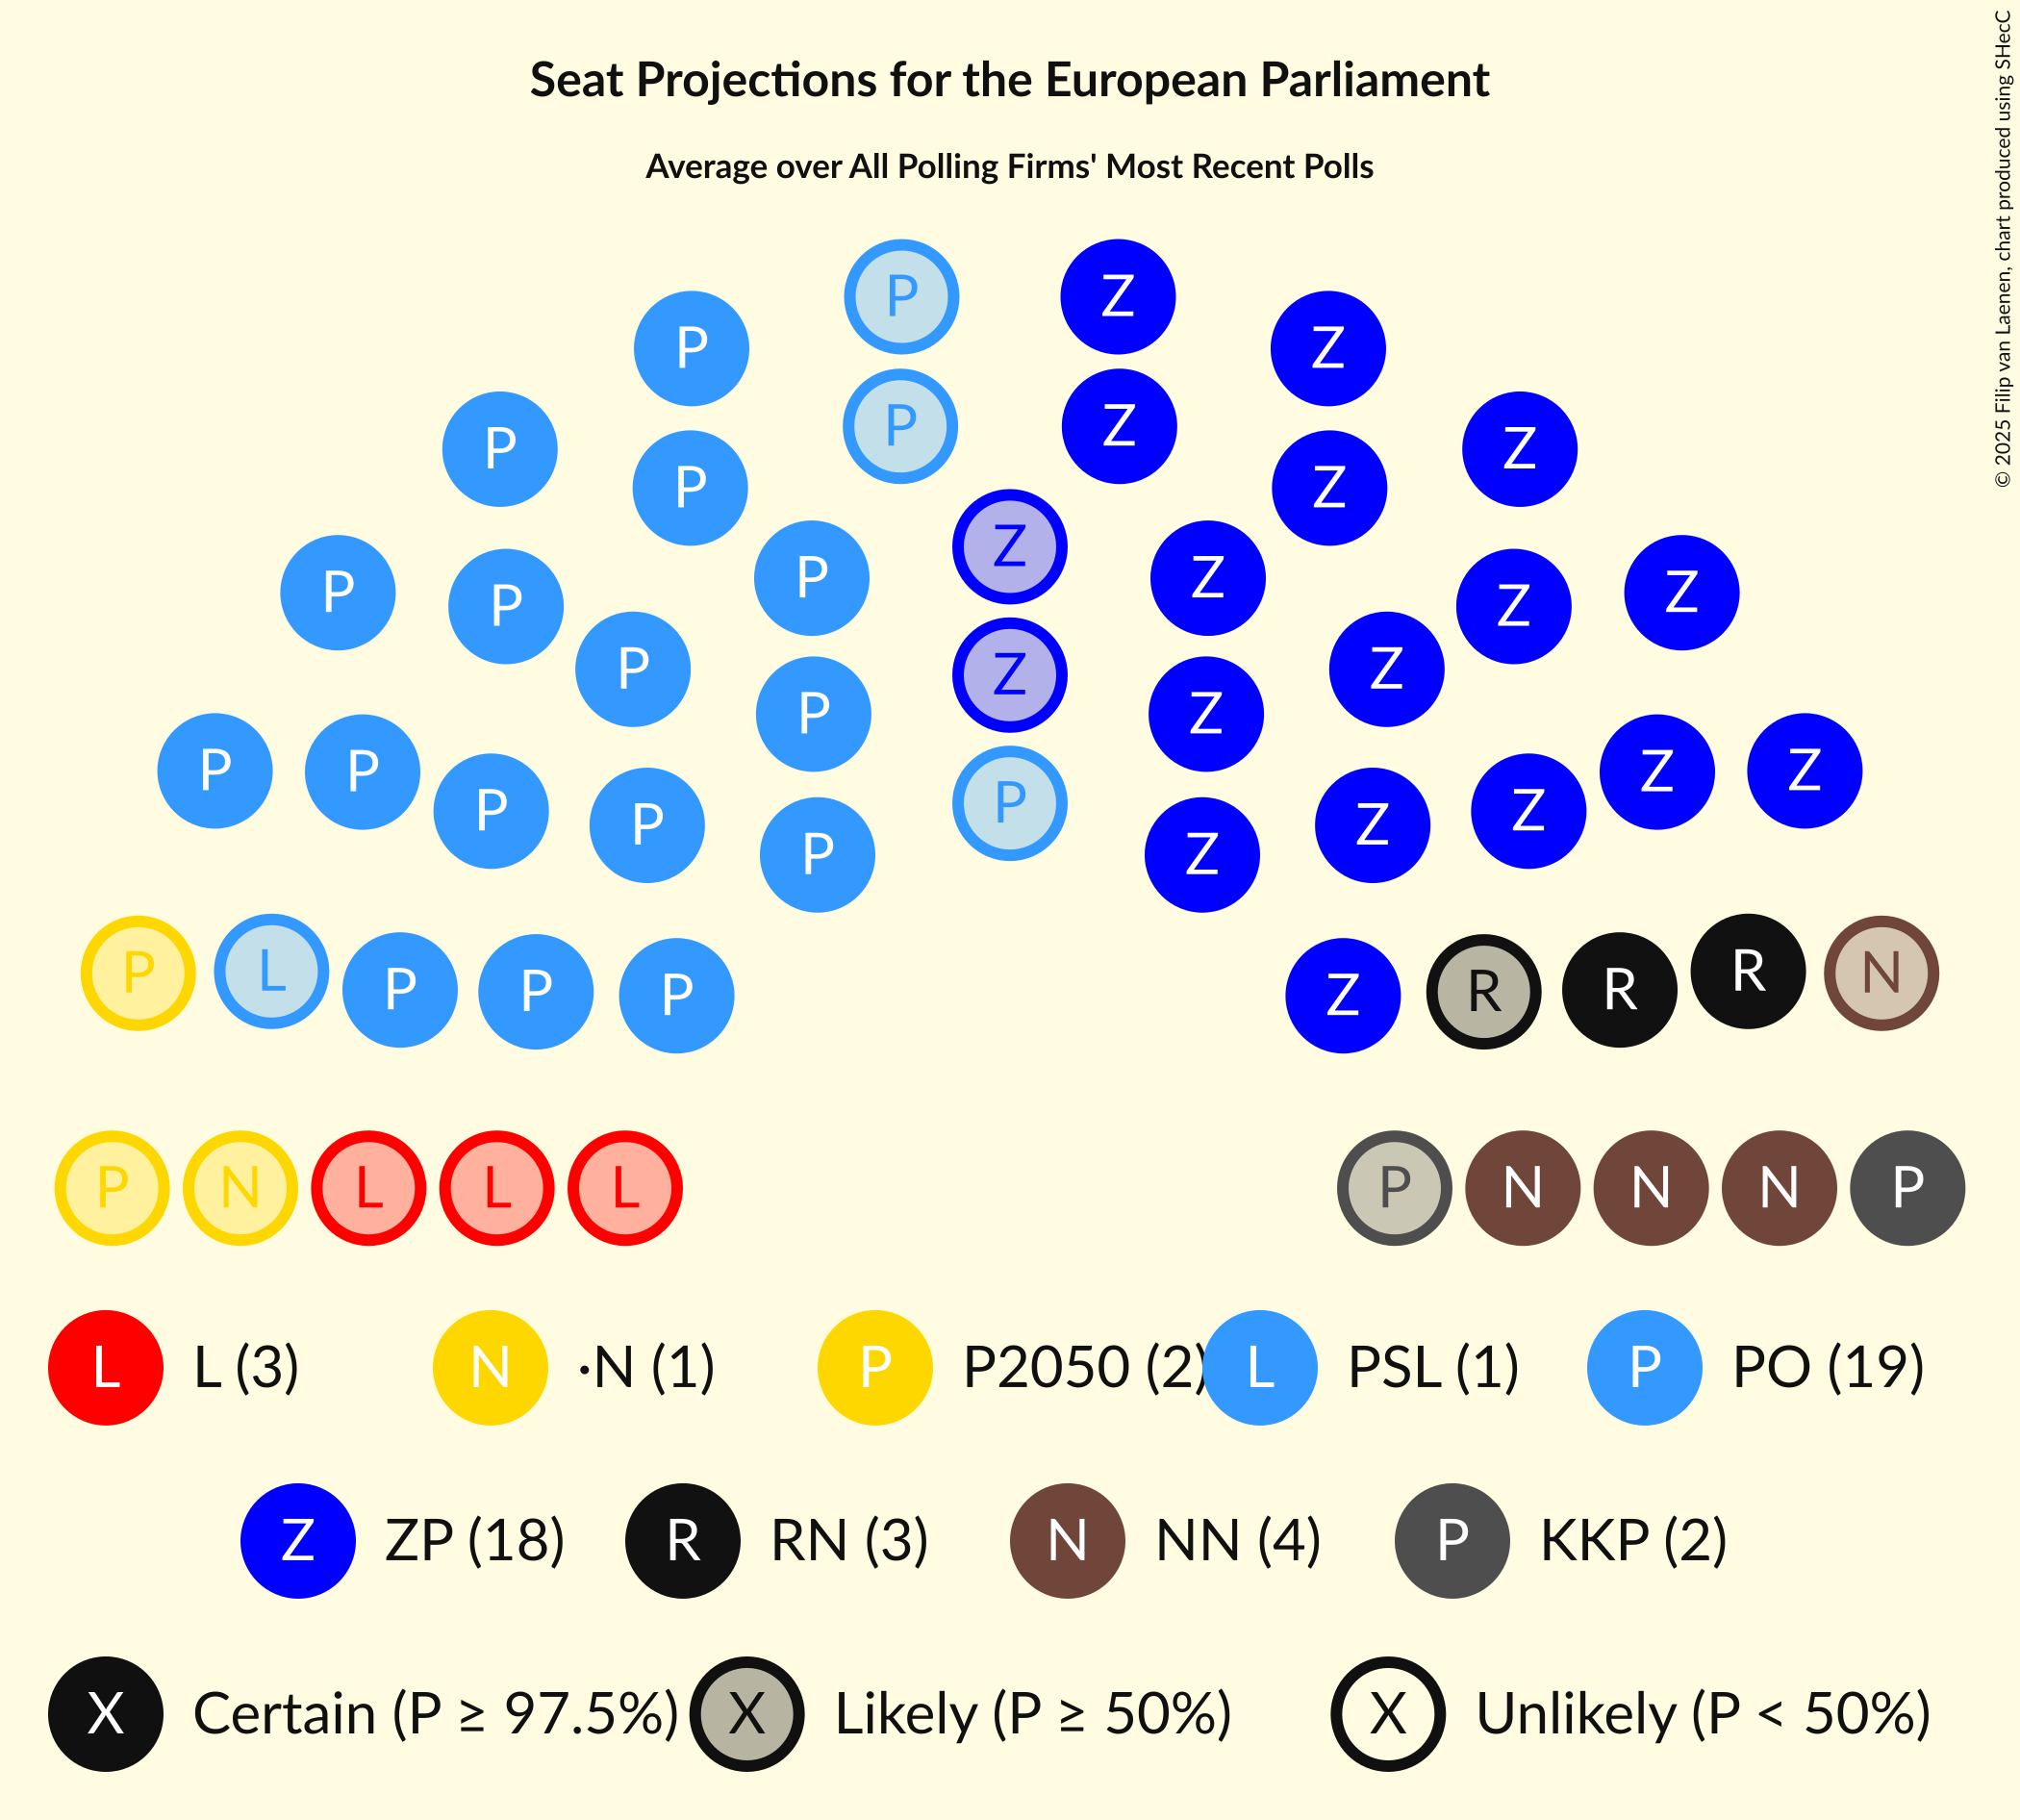 Seat Projections for the European Parliament
Average over All Polling Firms' Most Recent Polls
© 2025 Filip van Laenen, chart produced using SHecC
P Z
P Z
P Z
P Z
P Z
Z
P Z
P Z
P Z
P Z
Z
P Z
P Z
P P Z Z
P
P Z
P Z
P Z
P L R N
P R
P R
P Z
P N L L L P N N N P
L L (3) N ·N (1) P P2050 (2) L PSL (1) P PO (19)
Z ZP (18) R RN (3) N NN (4) P KKP (2)
X Certain (P ≥ 97.5%) X Likely (P ≥ 50%) X Unlikely (P < 50%)